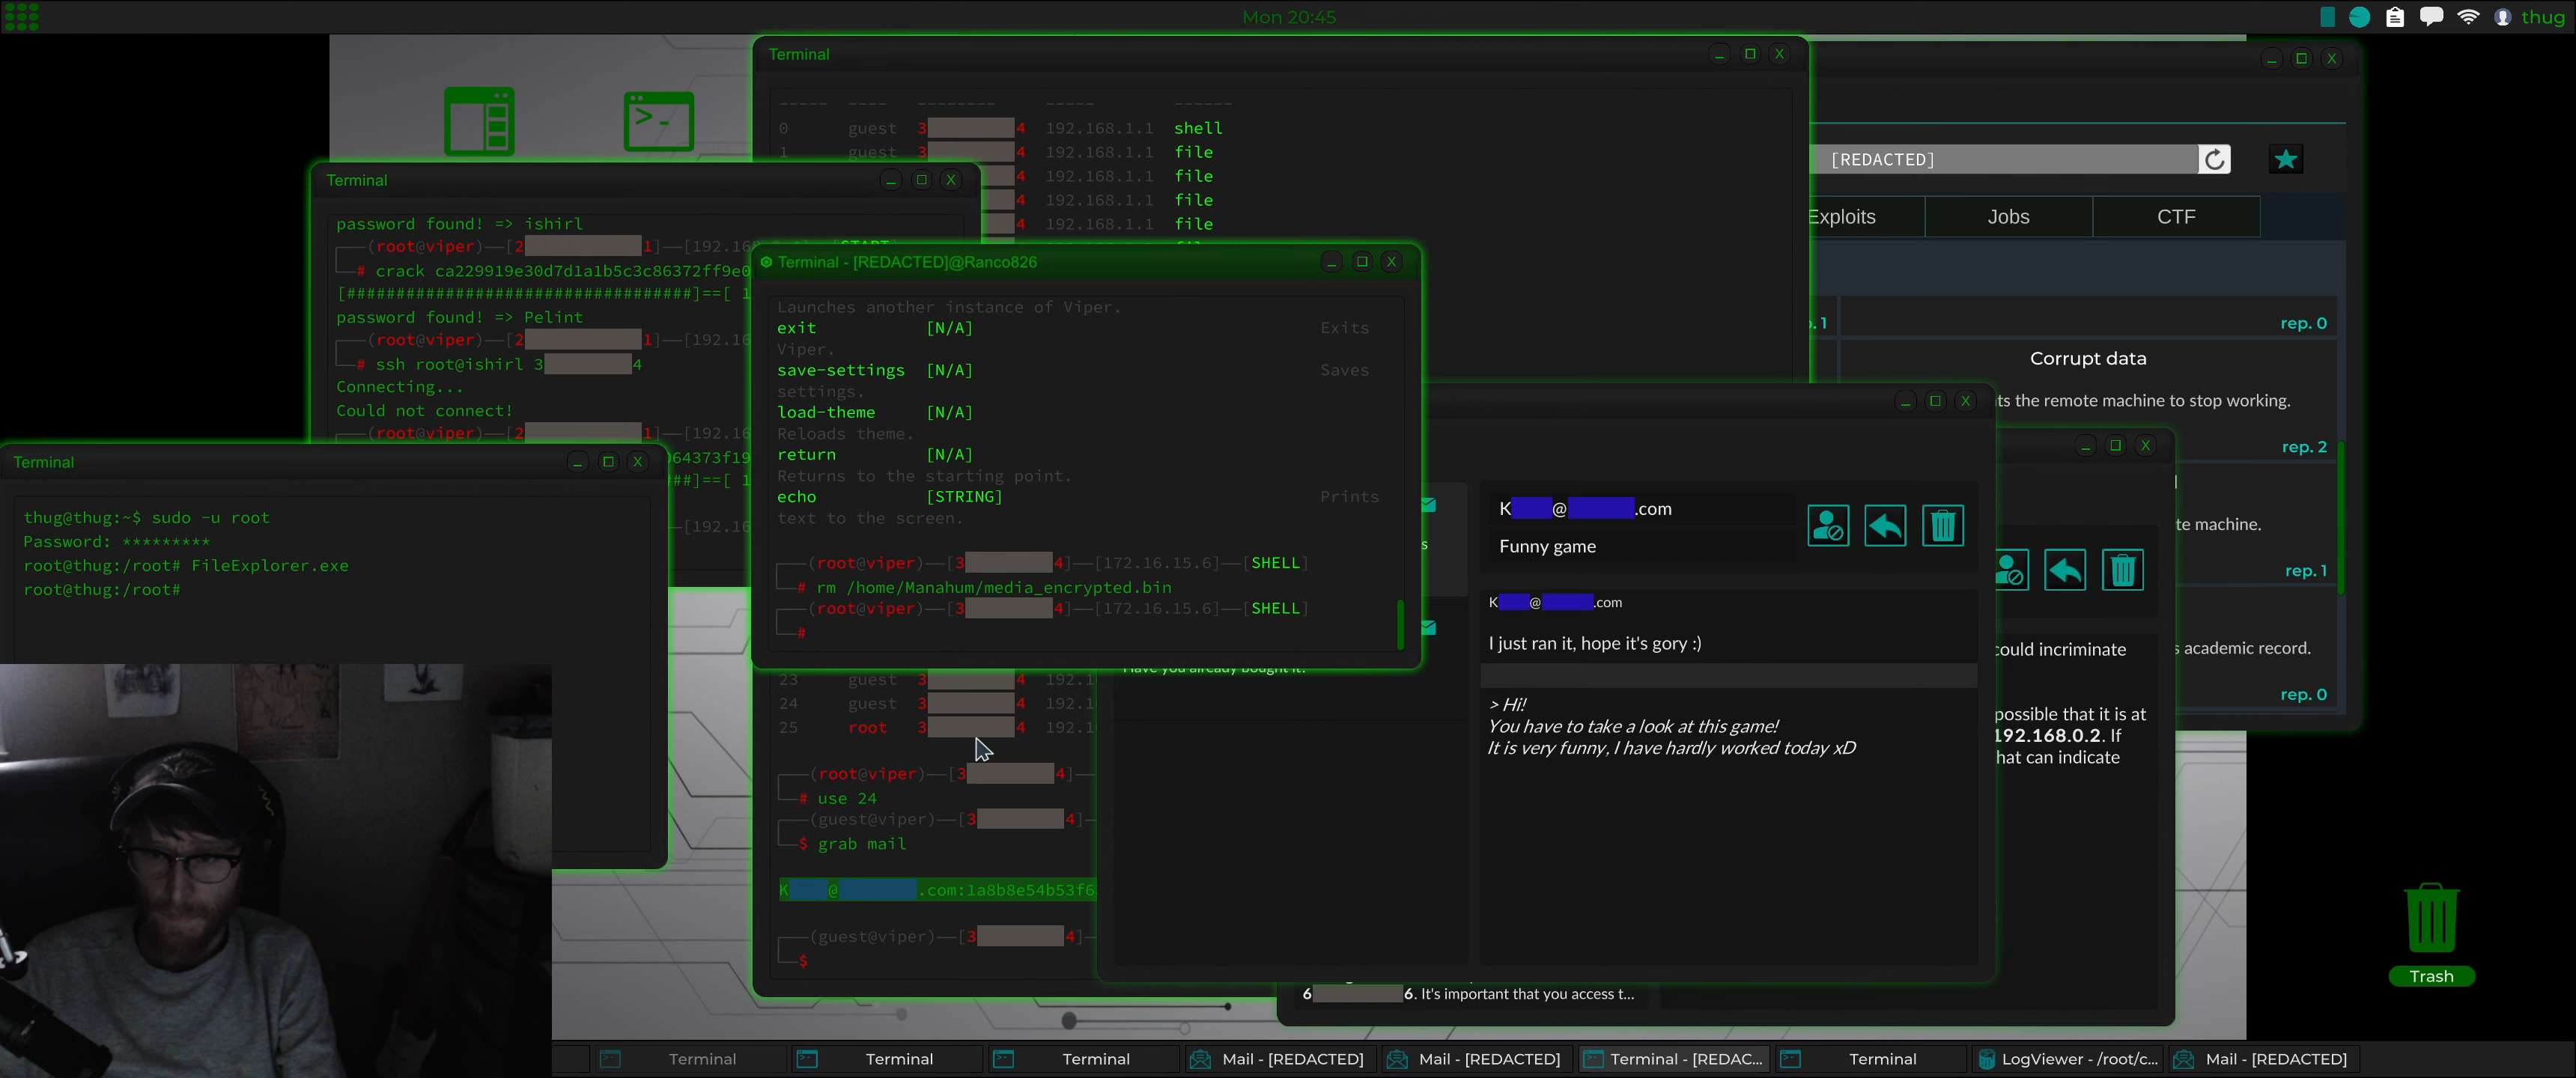 Mon 20:45
thug
Terminal
0 guest 3 4 192.168.1.1 shell
1 guest 3 4 192.168.1.1 file
4 192.168.1.1 file
4 192.168.1.1 file
4 192.168.1.1 file
[REDACTED]
Exploits Jobs CTF
rep. 0
Corrupt data
the remote machine to stop working.
rep. 2
te machine.
rep. 1
s academic record.
rep. 0
Terminal
password found! => ishirl
(root@viper)—[2 1]—[192.16
# crack ca229919e30d7d1a1b5c3c86372ff9e0
[###################################]==[ 1
password found! => Pelint
(root@viper)—[2 1]—[192.16
# ssh root@ishirl 3 4
Connecting...
Could not connect!
(root@viper)—[2 1]—[192.16
64373f19
##]==[ 1
—[192.16
Terminal - [REDACTED]@Ranco826
Launches another instance of Viper.
exit [N/A] Exits
Viper.
save-settings [N/A] Saves
settings.
load-theme [N/A]
Reloads theme.
return [N/A]
Returns to the starting point.
echo [STRING] Prints
text to the screen.
(root@viper)—[3 4]—[172.16.15.6]—[SHELL]
# rm /home/Manahum/media_encrypted.bin
(root@viper)—[3 4]—[172.16.15.6]—[SHELL]
#
Terminal
thug@thug:~$ sudo -u root
Password: *********
root@thug:/root# FileExplorer.exe
root@thug:/root#
23 guest 3 4 192.1
24 guest 3 4 192.1
25 root 3 4 192.1
(root@viper)—[3 4]—
# use 24
(guest@viper)—[3 4]—
$ grab mail
K @ .com:1a8b8e54b53f6
(guest@viper)—[3 4]—
$
Have you already bought it?
K @ .com
Funny game
K @ .com
I just ran it, hope it's gory :)
> Hi!
You have to take a look at this game!
It is very funny, I have hardly worked today xD
could incriminate
possible that it is at
192.168.0.2. If
hat can indicate
6 6. It's important that you access t...
Trash
Terminal
Terminal
Terminal
Mail - [REDACTED]
Mail - [REDACTED]
Terminal - [REDAC...
Terminal
LogViewer - /root/c...
Mail - [REDACTED]